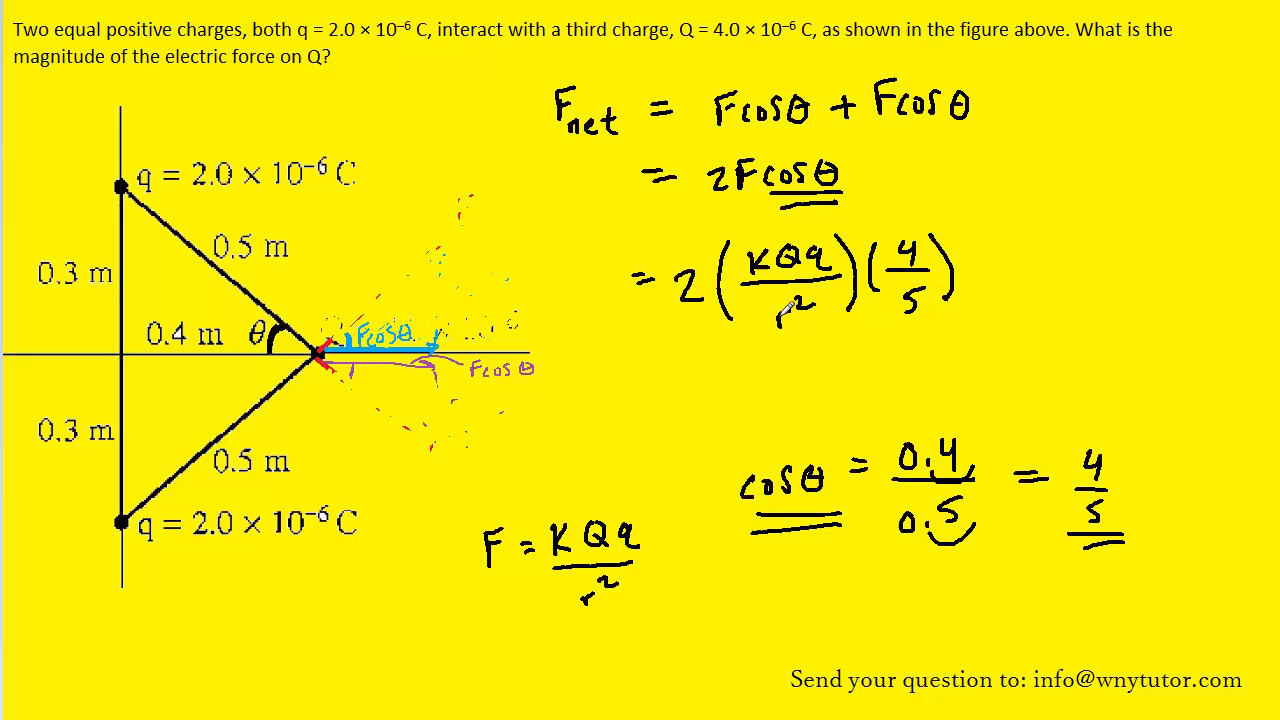 Two equal positive charges, both q = 2.0 × 10⁻⁶ C, interact with a third charge, Q = 4.0 × 10⁻⁶ C, as shown in the figure above. What is the
magnitude of the electric force on Q?
F_net = Fcosθ + Fcosθ
= 2Fcosθ
= 2 (KQq/r²) (4/5)
q = 2.0 × 10⁻⁶ C
0.5 m
0.3 m
0.4 m θ
Fcosθ
Fcosθ
0.3 m
0.5 m
q = 2.0 × 10⁻⁶ C
cosθ = 0.4/0.5 = 4/5
F = KQq/r²
Send your question to: info@wnytutor.com